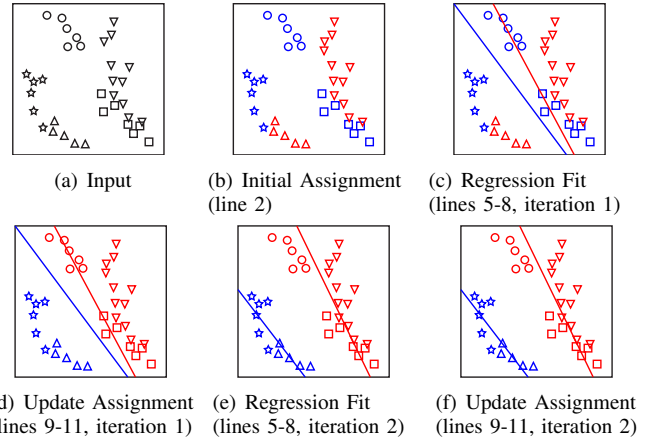 (a) Input
(b) Initial Assignment
(line 2)
(c) Regression Fit
(lines 5-8, iteration 1)
d) Update Assignment
lines 9-11, iteration 1)
(e) Regression Fit
(lines 5-8, iteration 2)
(f) Update Assignment
(lines 9-11, iteration 2)